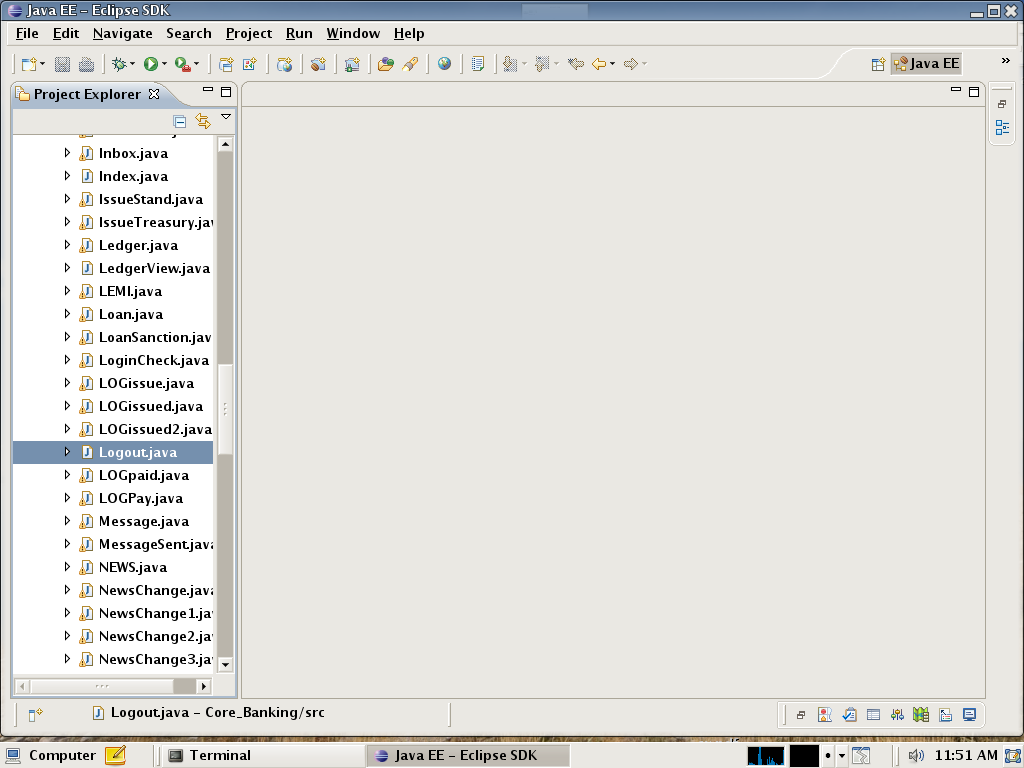 Java EE - Eclipse SDK
File Edit Navigate Search Project Run Window Help
Java EE
Project Explorer
Inbox.java
Index.java
IssueStand.java
IssueTreasury.jav
Ledger.java
LedgerView.java
LEMI.java
Loan.java
LoanSanction.jav
LoginCheck.java
LOGissue.java
LOGissued.java
LOGissued2.java
Logout.java
LOGpaid.java
LOGPay.java
Message.java
MessageSent.java
NEWS.java
NewsChange.java
NewsChange1.jav
NewsChange2.jav
NewsChange3.jav
Logout.java - Core_Banking/src
Computer Terminal Java EE - Eclipse SDK 11:51 AM